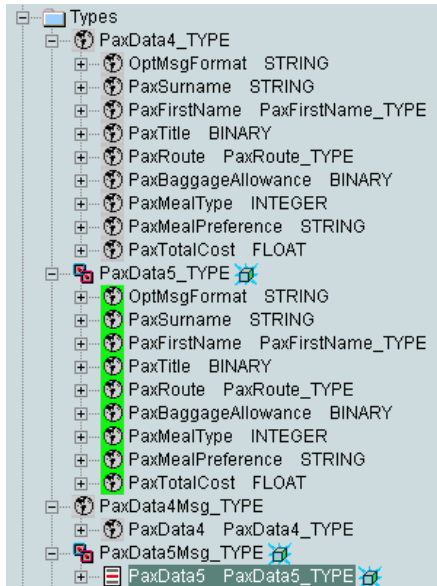 Types
PaxData4_TYPE
OptMsgFormat STRING
PaxSurname STRING
PaxFirstName PaxFirstName_TYPE
PaxTitle BINARY
PaxRoute PaxRoute_TYPE
PaxBaggageAllowance BINARY
PaxMealType INTEGER
PaxMealPreference STRING
PaxTotalCost FLOAT
PaxData5_TYPE
OptMsgFormat STRING
PaxSurname STRING
PaxFirstName PaxFirstName_TYPE
PaxTitle BINARY
PaxRoute PaxRoute_TYPE
PaxBaggageAllowance BINARY
PaxMealType INTEGER
PaxMealPreference STRING
PaxTotalCost FLOAT
PaxData4Msg_TYPE
PaxData4 PaxData4_TYPE
PaxData5Msg_TYPE
PaxData5 PaxData5_TYPE